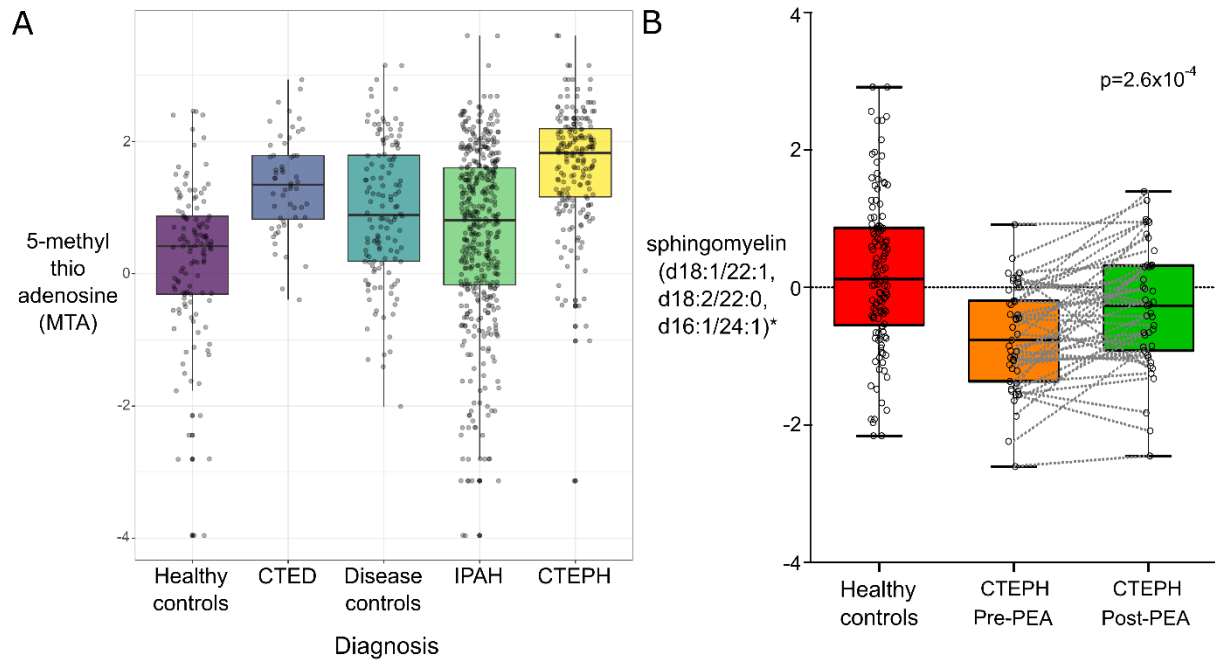 A
5-methyl
thio
adenosine
(MTA)
2
0
-2
-4
Healthy
controls
CTED
Disease
controls
IPAH
CTEPH
Diagnosis
B
p=2.6x10⁻⁴
sphingomyelin
(d18:1/22:1,
d18:2/22:0,
d16:1/24:1)*
4
2
0
-2
-4
Healthy
controls
CTEPH
Pre-PEA
CTEPH
Post-PEA